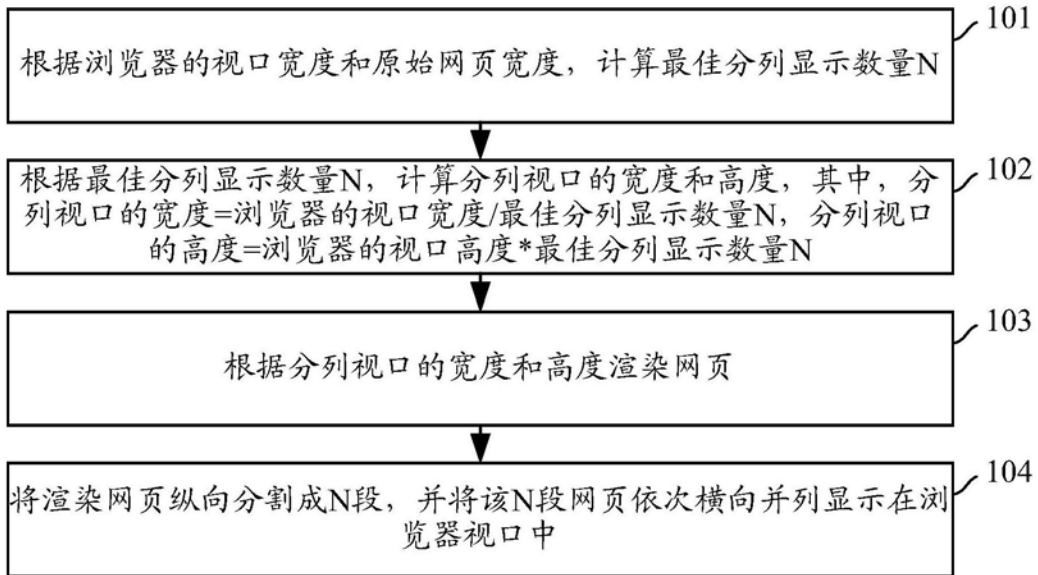 101
根据浏览器的视口宽度和原始网页宽度，计算最佳分列显示数量N
102
根据最佳分列显示数量N，计算分列视口的宽度和高度，其中，分
列视口的宽度=浏览器的视口宽度/最佳分列显示数量N，分列视口
的高度=浏览器的视口高度*最佳分列显示数量N
103
根据分列视口的宽度和高度渲染网页
104
将渲染网页纵向分割成N段，并将该N段网页依次横向并列显示在浏
览器视口中